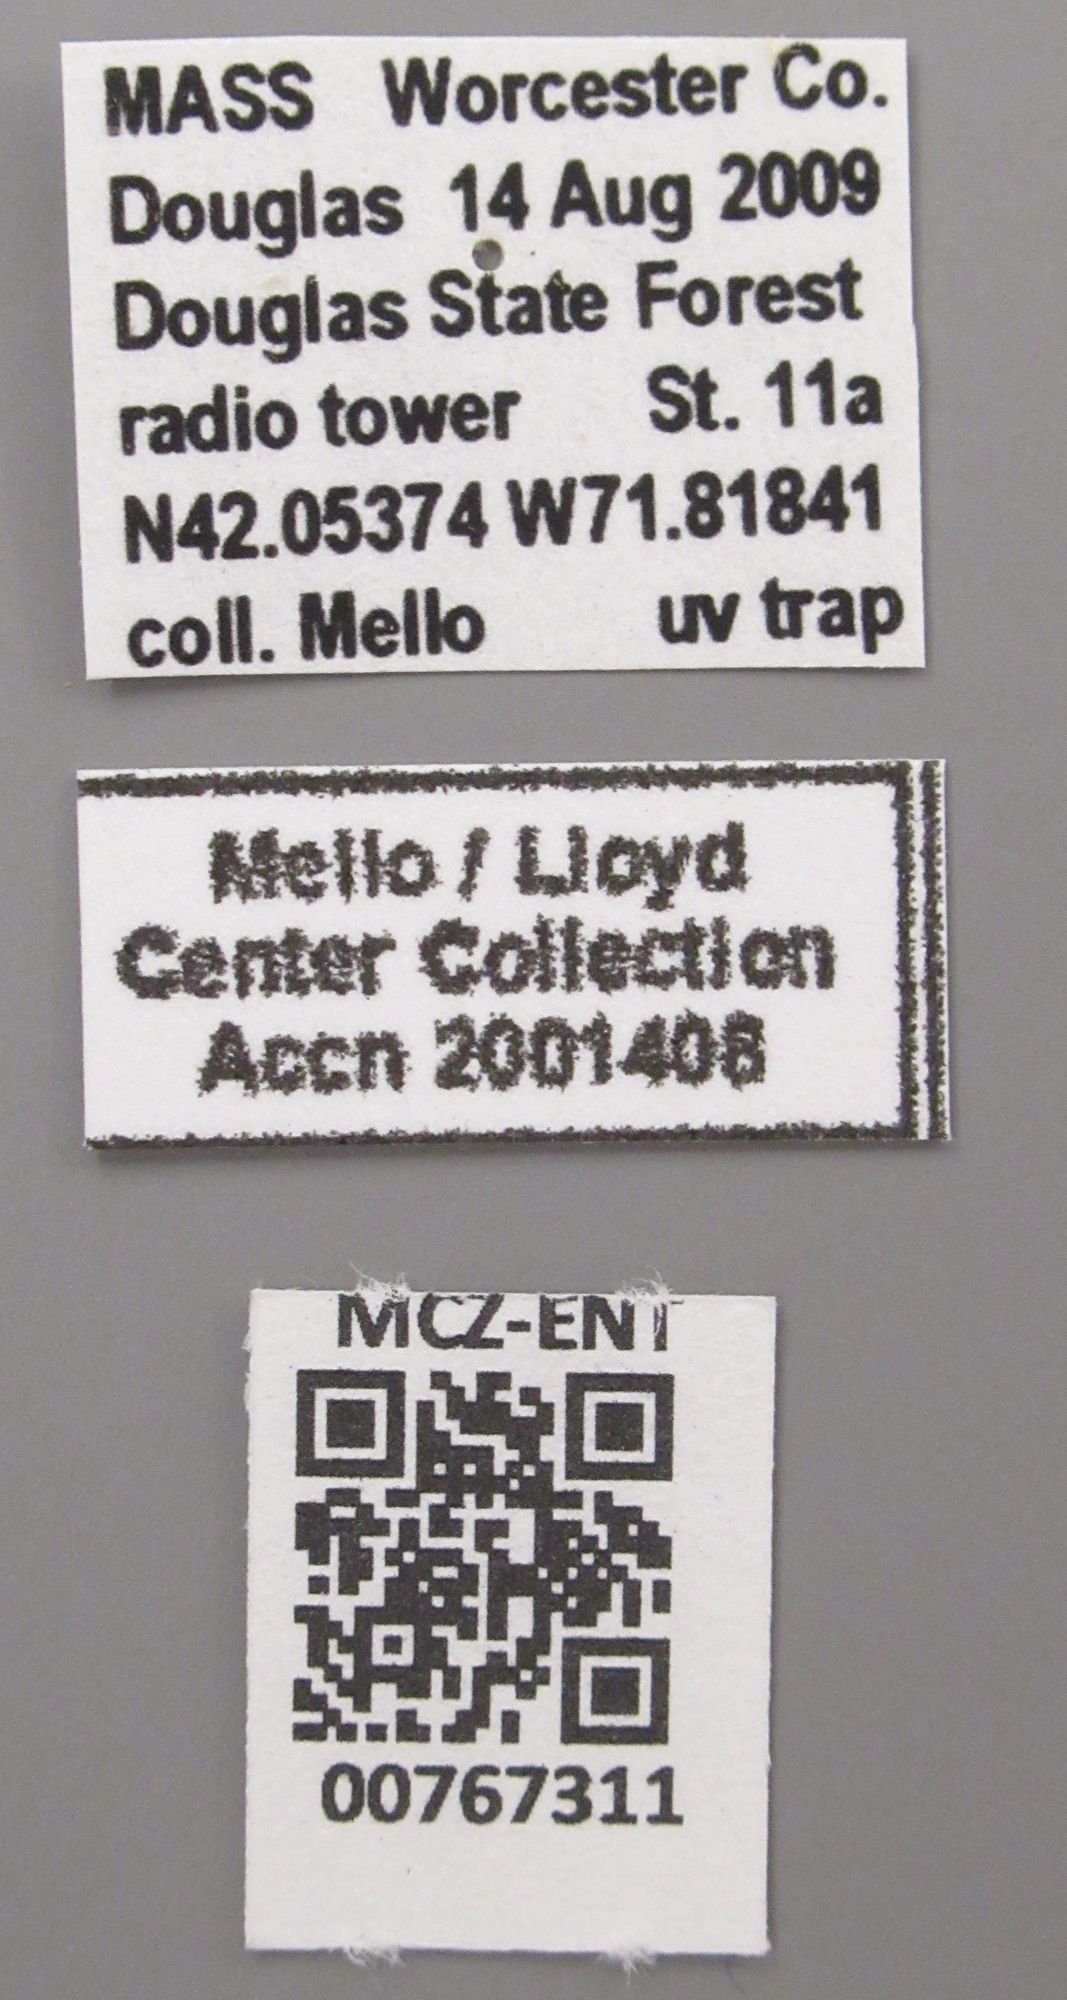 MASS Worcester Co.
Douglas 14 Aug 2009
Douglas State Forest
radio tower St. 11a
N42.05374 W71.81841
coll. Mello uv trap
Mello / Lloyd
Center Collection
Accn 2001408
MCZ-ENT
00767311